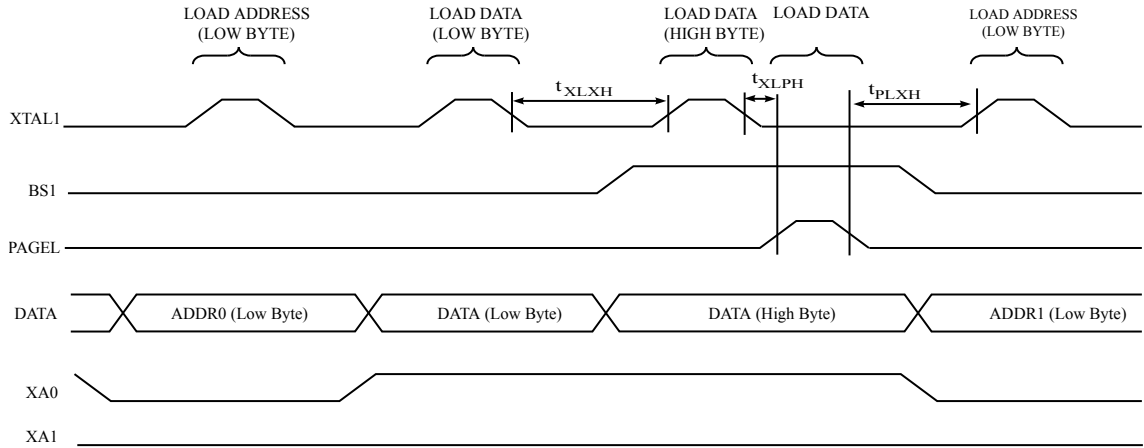 LOAD ADDRESS
(LOW BYTE)
LOAD DATA
(LOW BYTE)
LOAD DATA
(HIGH BYTE)
LOAD DATA
LOAD ADDRESS
(LOW BYTE)
tXLXH
tXLPH
tPLXH
XTAL1
BS1
PAGEL
DATA
ADDR0 (Low Byte)
DATA (Low Byte)
DATA (High Byte)
ADDR1 (Low Byte)
XA0
XA1